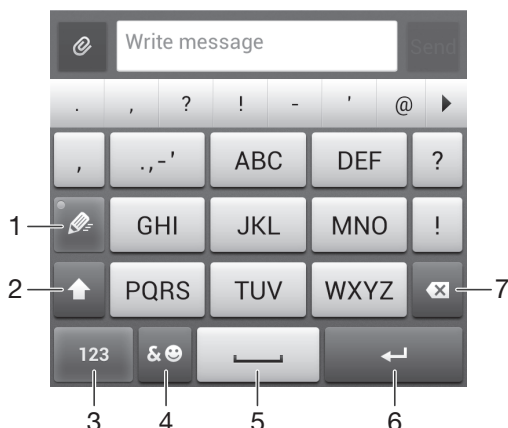 Write message Send
. , ? ! - ' @
, .,-' ABC DEF ?
1 GHI JKL MNO !
2 PQRS TUV WXYZ 7
123 &
3 4 5 6